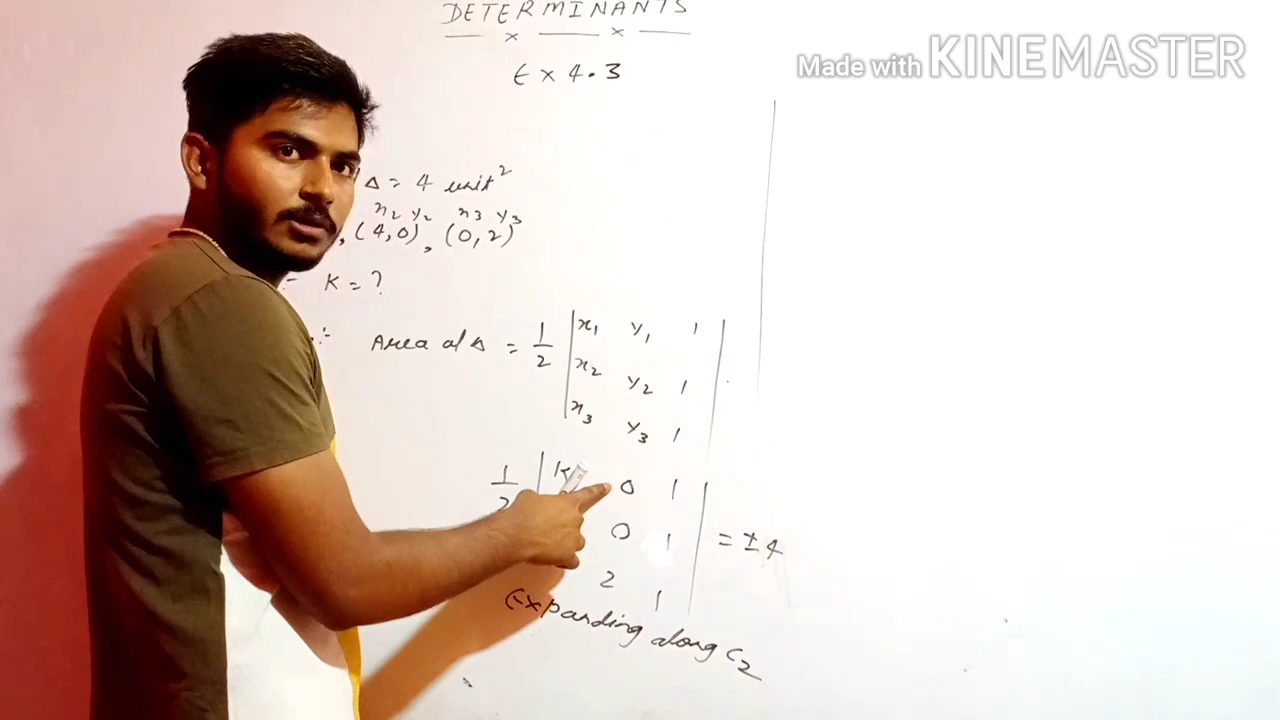 DETERMINANTS
Made with KINEMASTER
Ex 4.3
Δ = 4 unit²
x₂ y₂ x₃ y₃
, (4,0), (0,2)
K = ?
∵ Area of Δ = 1/2 | x₁ y₁ 1 |
x₂ y₂ 1
x₃ y₃ 1
1/2 | K 0 1 |
0 1 = ±4
2 1
Expanding along C₂